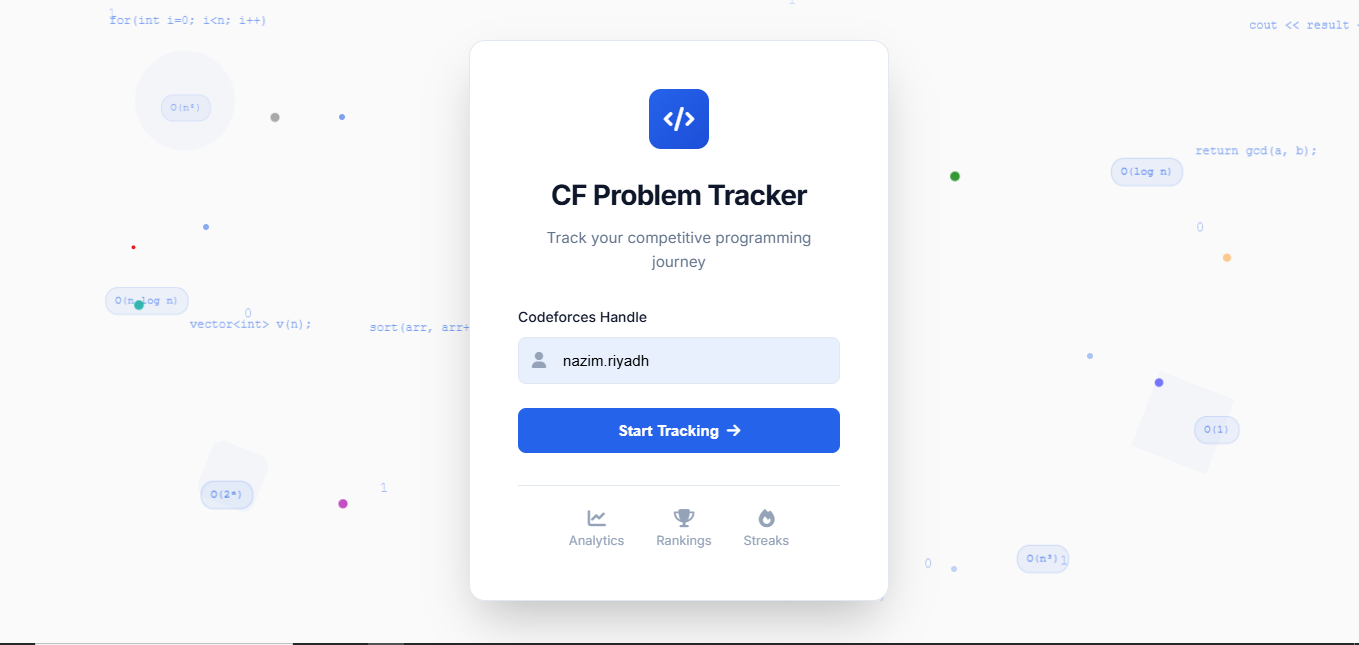 1
for(int i=0; i<n; i++)
cout << result
O(n²)
return gcd(a, b);
O(log n)
CF Problem Tracker
Track your competitive programming
journey
0
O(n log n)
0
vector<int> v(n);
sort(arr, arr+
Codeforces Handle
nazim.riyadh
Start Tracking →
O(1)
1
O(2ⁿ)
Analytics
Rankings
Streaks
0
O(n³)
1